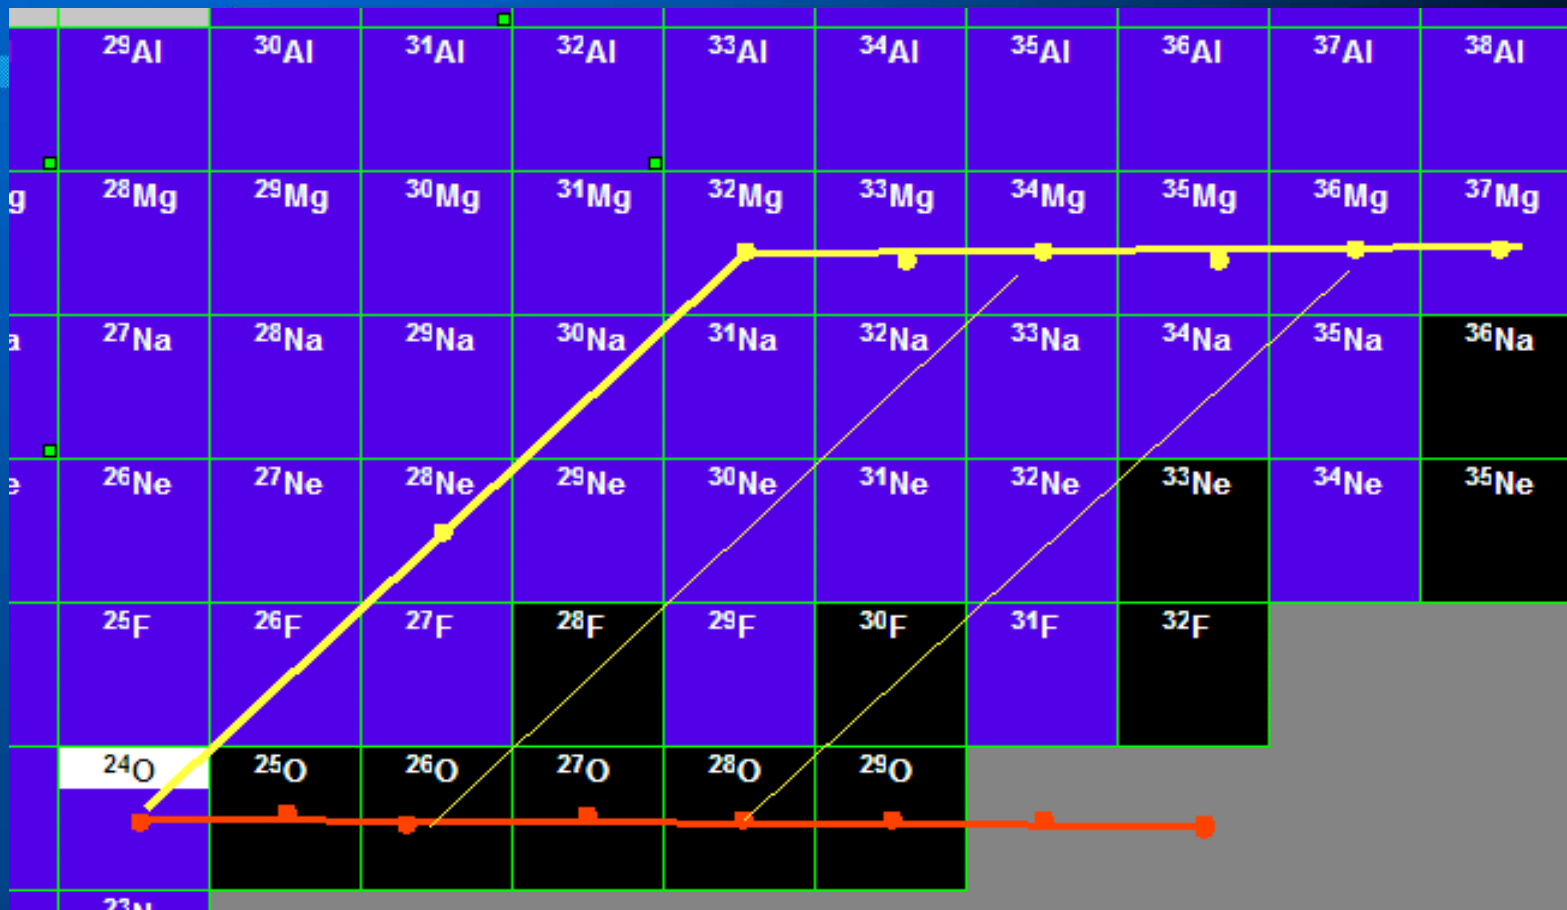 ²⁹Al ³⁰Al ³¹Al ³²Al ³³Al ³⁴Al ³⁵Al ³⁶Al ³⁷Al ³⁸Al
g ²⁸Mg ²⁹Mg ³⁰Mg ³¹Mg ³²Mg ³³Mg ³⁴Mg ³⁵Mg ³⁶Mg ³⁷Mg
a ²⁷Na ²⁸Na ²⁹Na ³⁰Na ³¹Na ³²Na ³³Na ³⁴Na ³⁵Na ³⁶Na
e ²⁶Ne ²⁷Ne ²⁸Ne ²⁹Ne ³⁰Ne ³¹Ne ³²Ne ³³Ne ³⁴Ne ³⁵Ne
²⁵F ²⁶F ²⁷F ²⁸F ²⁹F ³⁰F ³¹F ³²F
²⁴O ²⁵O ²⁶O ²⁷O ²⁸O ²⁹O
²³N